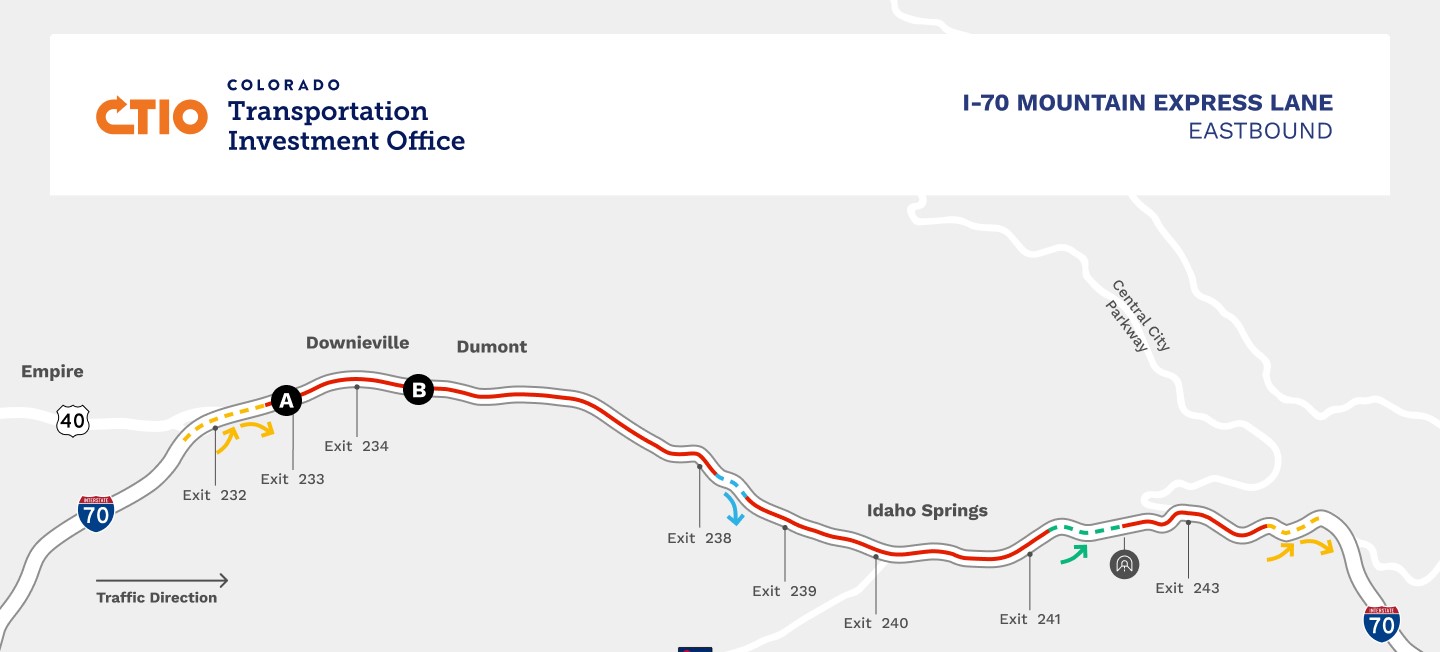 CTIO
COLORADO
Transportation
Investment Office
I-70 MOUNTAIN EXPRESS LANE
EASTBOUND
Central City
Parkway
Downieville
Dumont
Empire
40
A
B
Exit 234
Exit 233
Exit 232
INTERSTATE
70
Idaho Springs
Exit 238
Exit 239
Exit 243
Traffic Direction
Exit 240
Exit 241
INTERSTATE
70